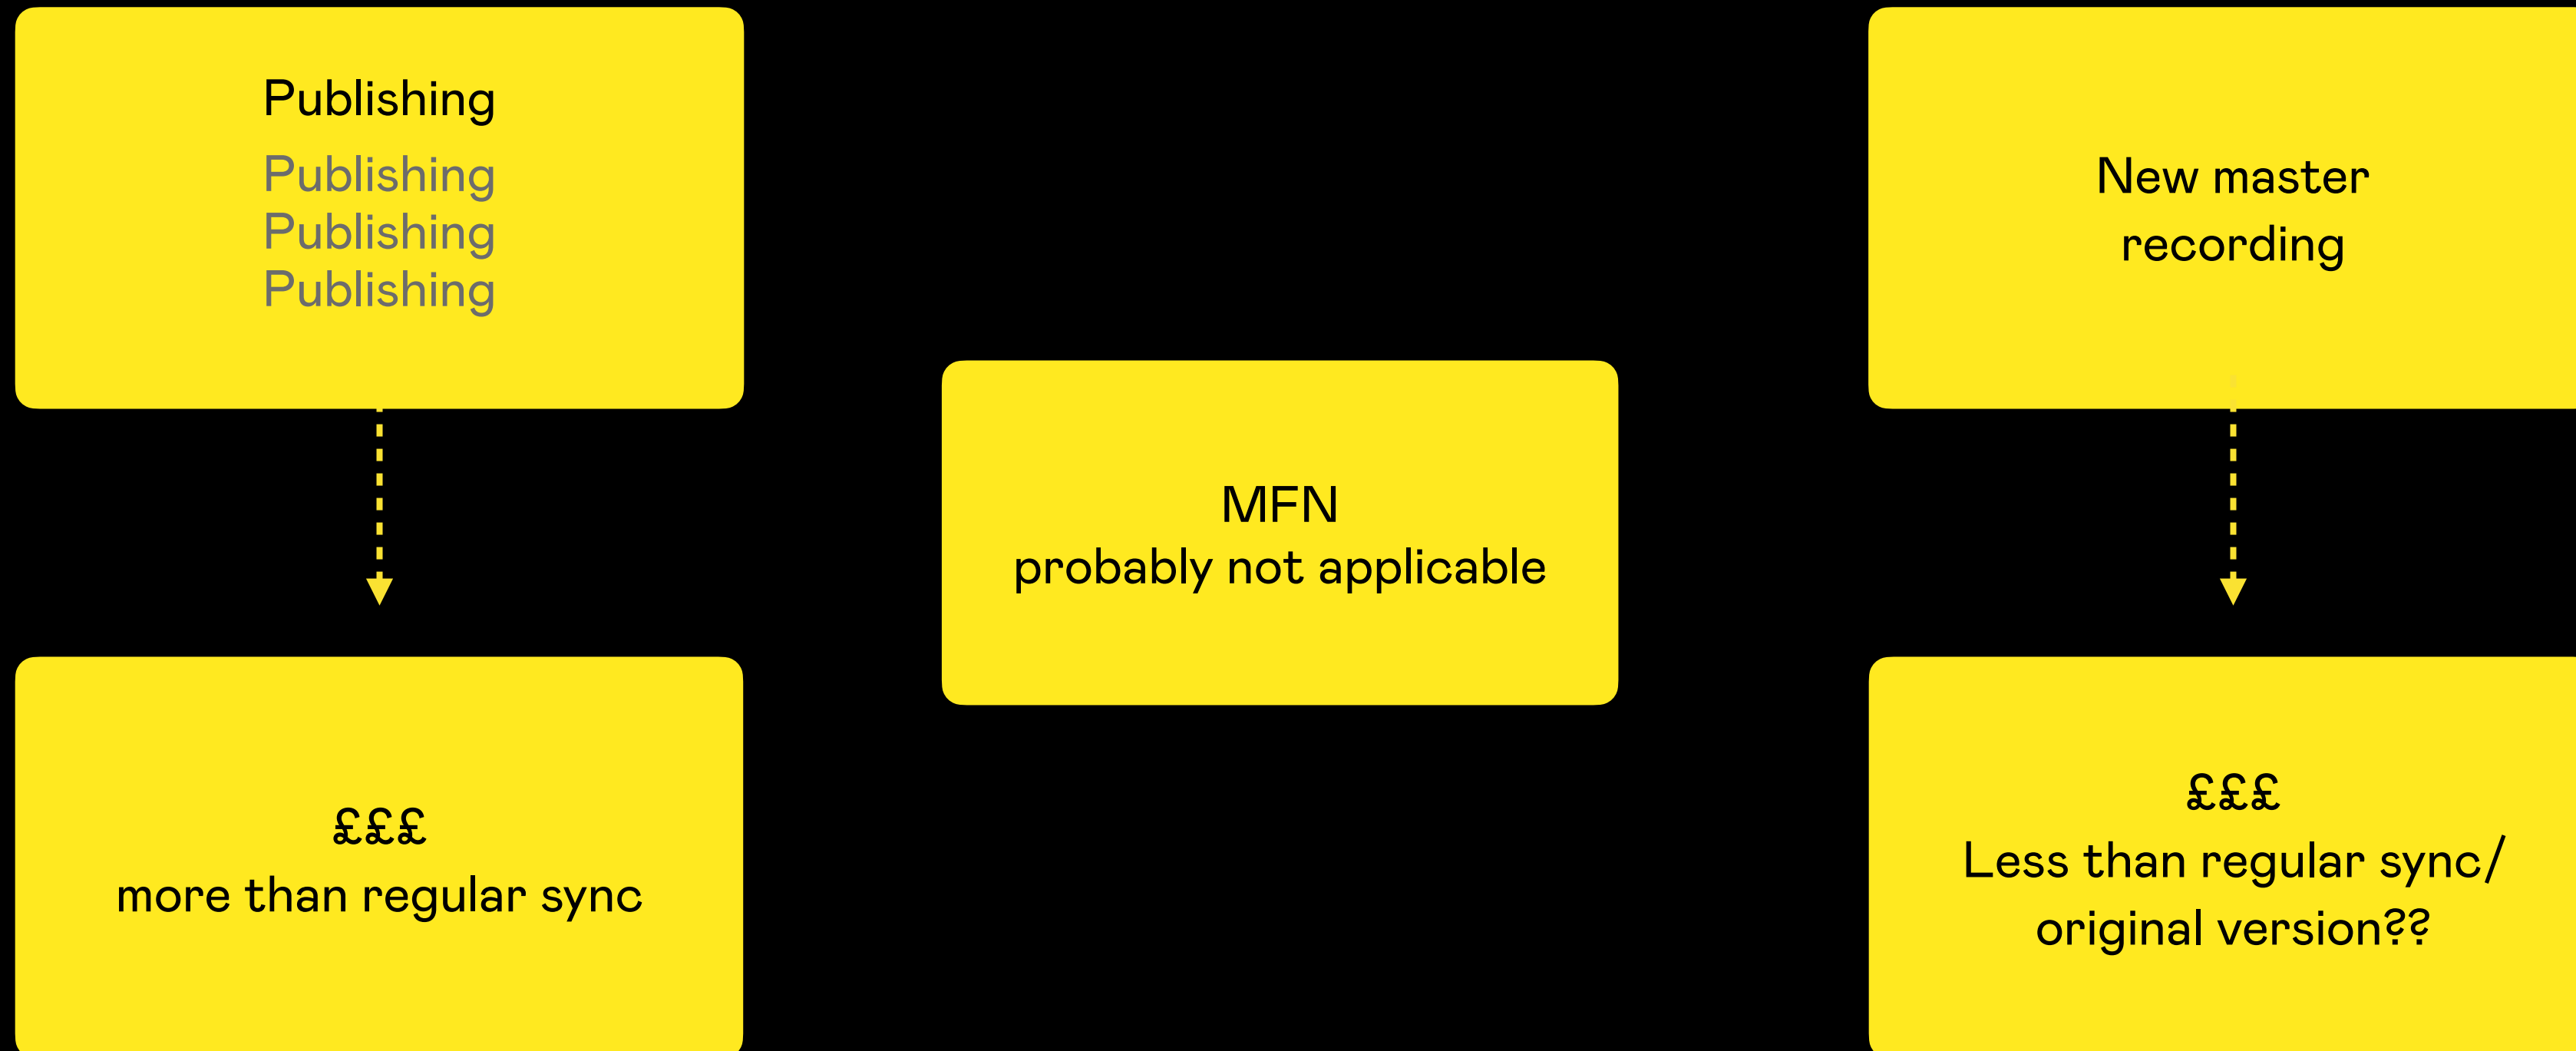 Publishing
Publishing
Publishing
Publishing
New master
recording
MFN
probably not applicable
£££
more than regular sync
£££
Less than regular sync/
original version??